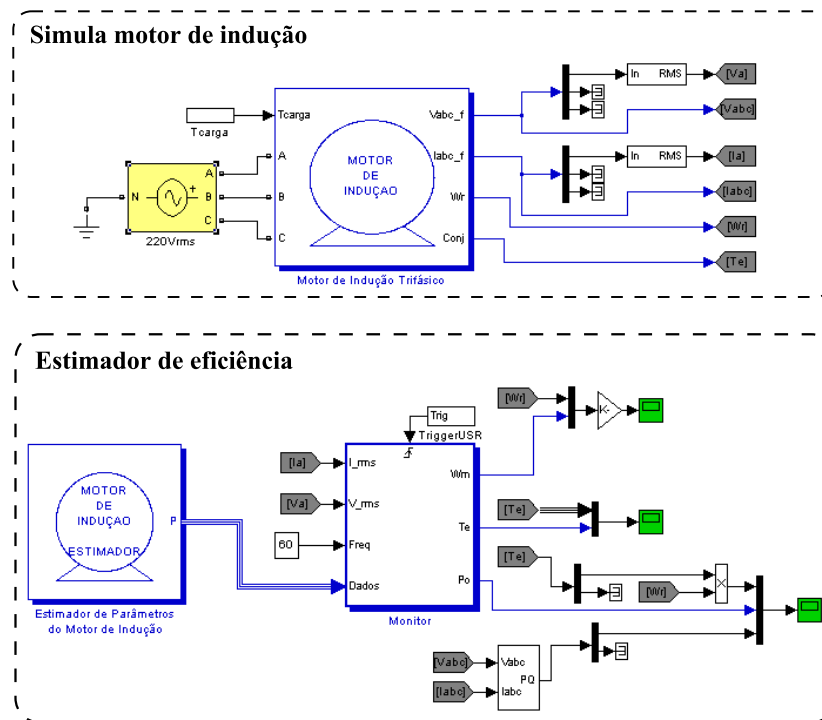 Simula motor de indução
Tcarga
Tcarga
A
B
C
MOTOR
DE
INDUÇAO
Vabc_f
Iabc_f
Wr
Conj
Motor de Indução Trifásico
N
+
A
B
C
220Vrms
In RMS
[Va]
[Vabc]
In RMS
[Ia]
[Iabc]
[Wr]
[Te]
Estimador de eficiência
MOTOR
DE
INDUÇAO
ESTIMADOR
P
Estimador de Parâmetros
do Motor de Indução
[Ia]
[Va]
60
Trig
TriggerUSR
I_rms
V_rms
Freq
Dados
Wm
Te
Po
Monitor
[Wr]
K-
[Te]
[Te]
[Wr]
×
[Vabc]
[Iabc]
Vabc
Iabc
PQ